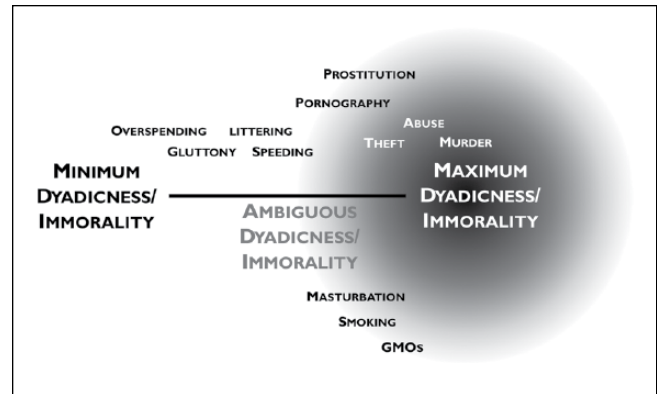 PROSTITUTION
PORNOGRAPHY
ABUSE
OVERSPENDING LITTERING
THEFT MURDER
GLUTTONY SPEEDING
MINIMUM
DYADICNESS/
IMMORALITY
MAXIMUM
DYADICNESS/
IMMORALITY
AMBIGUOUS
DYADICNESS/
IMMORALITY
MASTURBATION
SMOKING
GMOs